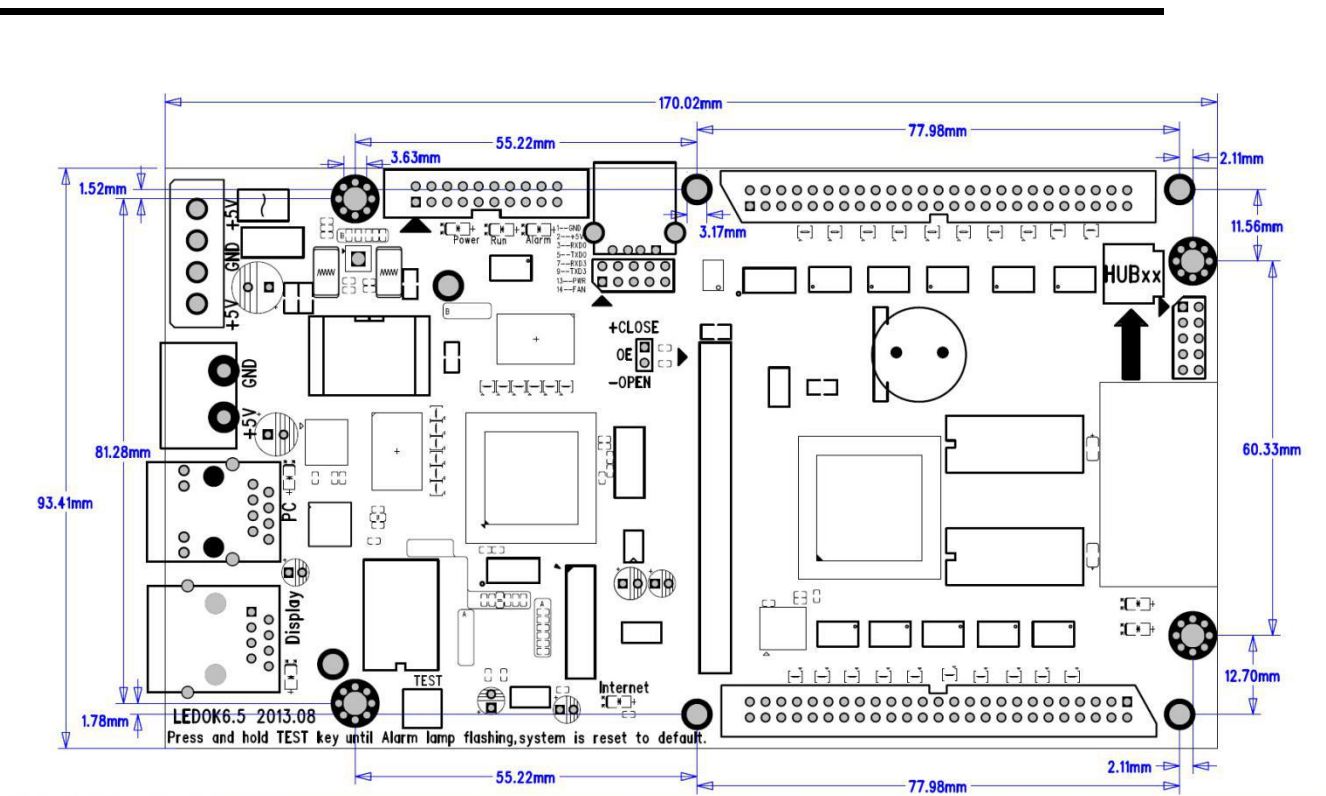 170.02mm
55.22mm
77.98mm
3.63mm
2.11mm
1.52mm
3.17mm
11.56mm
+5V
GND
+5V
Power
Run
Alarm
1--GND
2--+5V
3--RXD0
5--TXD0
7--RXD3
9--TXD3
13--PWR
14--FAN
B
B
HUBxx
+CLOSE
OE
-OPEN
GND
+5V
81.28mm
93.41mm
60.33mm
PC
Display
A
A
TEST
Internet
12.70mm
1.78mm
LEDOK6.5 2013.08
Press and hold TEST key until Alarm lamp flashing,system is reset to default.
55.22mm
2.11mm
77.98mm